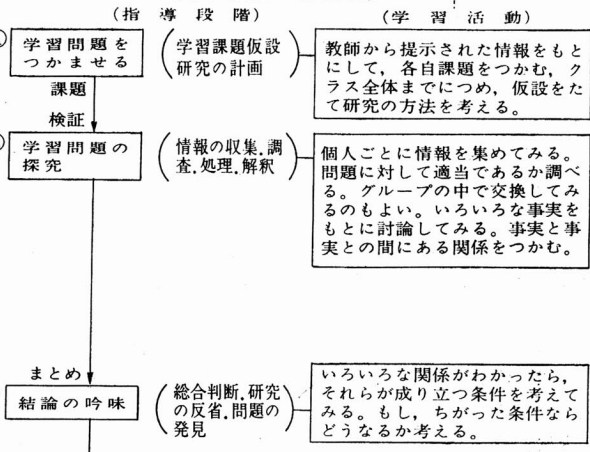 (指導段階)
(学習活動)
学習問題を
つかませる
(学習課題仮設
研究の計画)
教師から提示された情報をもと
にして，各自課題をつかむ，ク
ラス全体までにつめ，仮設をた
て研究の方法を考える。
課題
検証
学習問題の
探究
(情報の収集．調
査．処理．解釈)
個人ごとに情報を集めてみる。
問題に対して適当であるか調べ
る。グループの中で交換してみ
るのもよい。いろいろな事実を
もとに討論してみる。事実と事
実との間にある関係をつかむ。
まとめ
結論の吟味
(総合判断．研究
の反省．問題の
発見)
いろいろな関係がわかったら，
それらが成り立つ条件を考えて
みる。もし，ちがった条件なら
どうなるか考える。